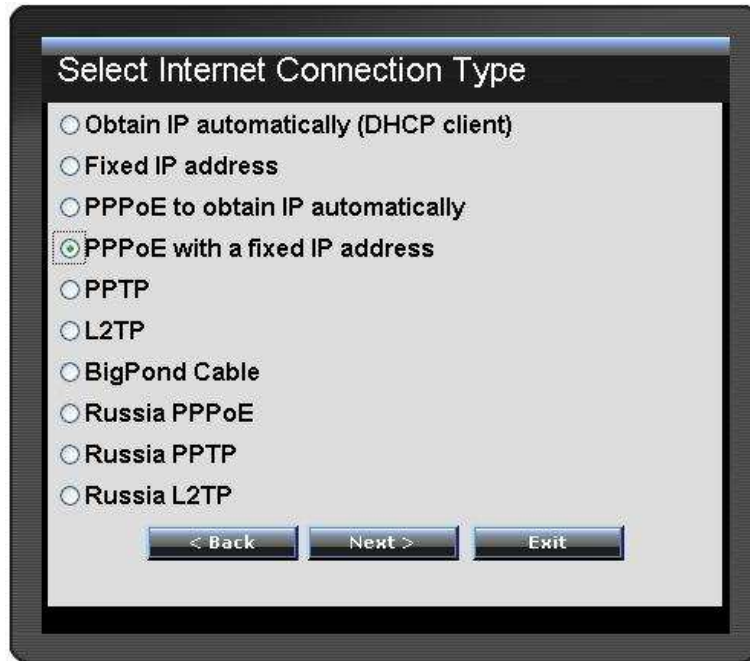 Select Internet Connection Type
Obtain IP automatically (DHCP client)
Fixed IP address
PPPoE to obtain IP automatically
PPPoE with a fixed IP address
PPTP
L2TP
BigPond Cable
Russia PPPoE
Russia PPTP
Russia L2TP
< Back Next > Exit